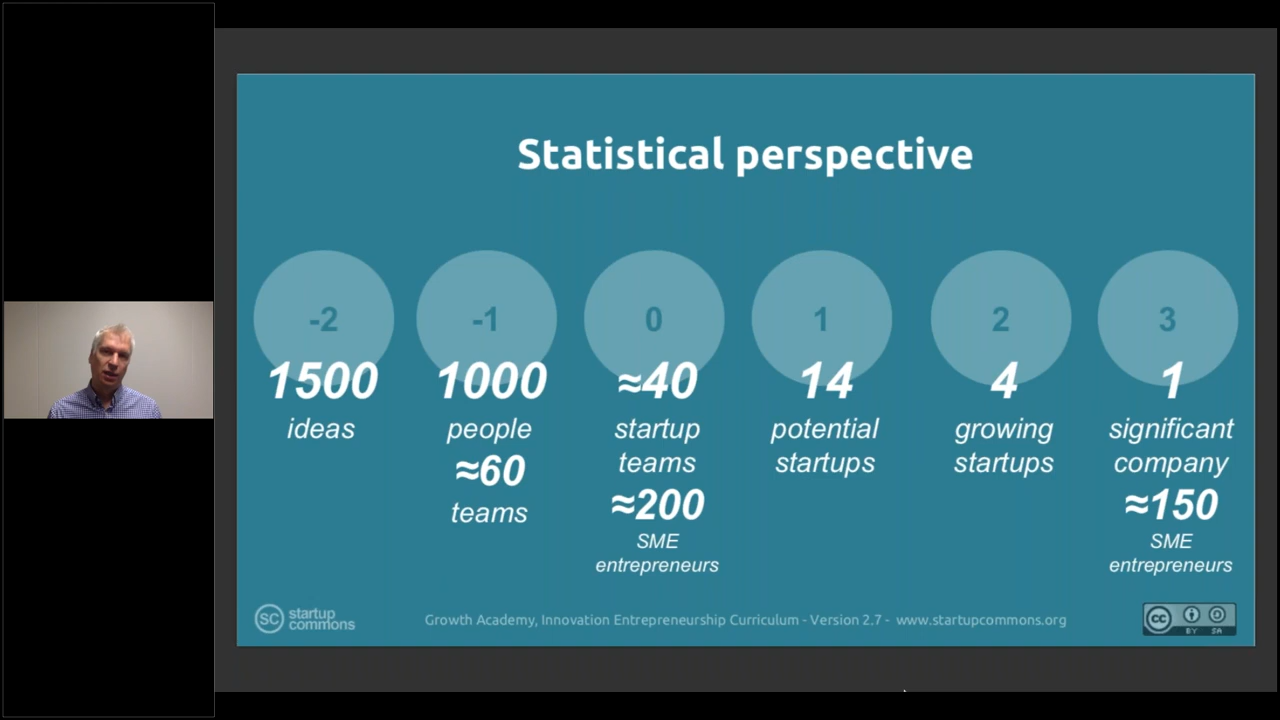 Statistical perspective
-2
1500
ideas
-1
1000
people
≈60
teams
0
≈40
startup
teams
≈200
SME
entrepreneurs
1
14
potential
startups
2
4
growing
startups
3
1
significant
company
≈150
SME
entrepreneurs
SC startup
commons
Growth Academy, Innovation Entrepreneurship Curriculum - Version 2.7 - www.startupcommons.org
cc
BY SA